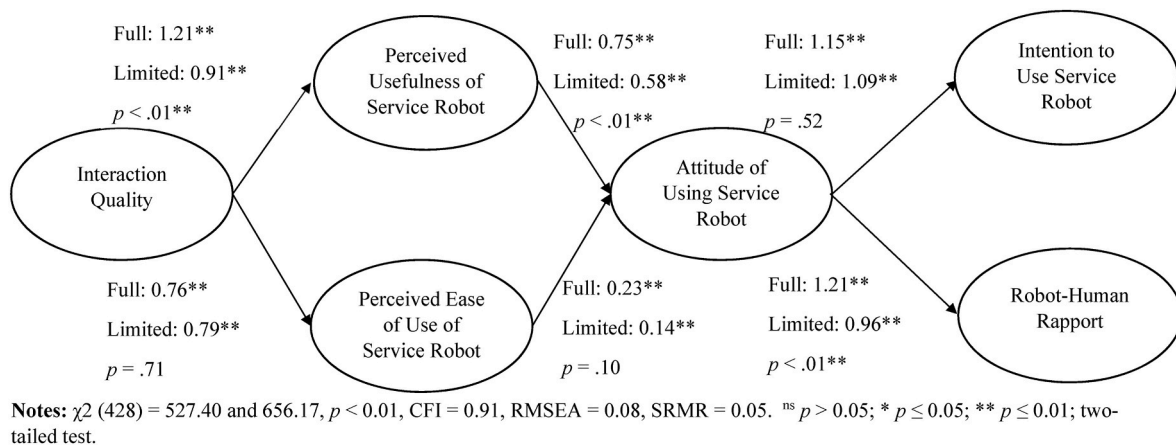 Full: 1.21**
Limited: 0.91**
p < .01**
Perceived
Usefulness of
Service Robot
Full: 0.75**
Limited: 0.58**
p < .01**
Full: 1.15**
Limited: 1.09**
p = .52
Intention to
Use Service
Robot
Interaction
Quality
Attitude of
Using Service
Robot
Full: 0.76**
Limited: 0.79**
p = .71
Perceived Ease
of Use of
Service Robot
Full: 0.23**
Limited: 0.14**
p = .10
Full: 1.21**
Limited: 0.96**
p < .01**
Robot-Human
Rapport
Notes: χ2 (428) = 527.40 and 656.17, p < 0.01, CFI = 0.91, RMSEA = 0.08, SRMR = 0.05. ns p > 0.05; * p ≤ 0.05; ** p ≤ 0.01; two-
tailed test.